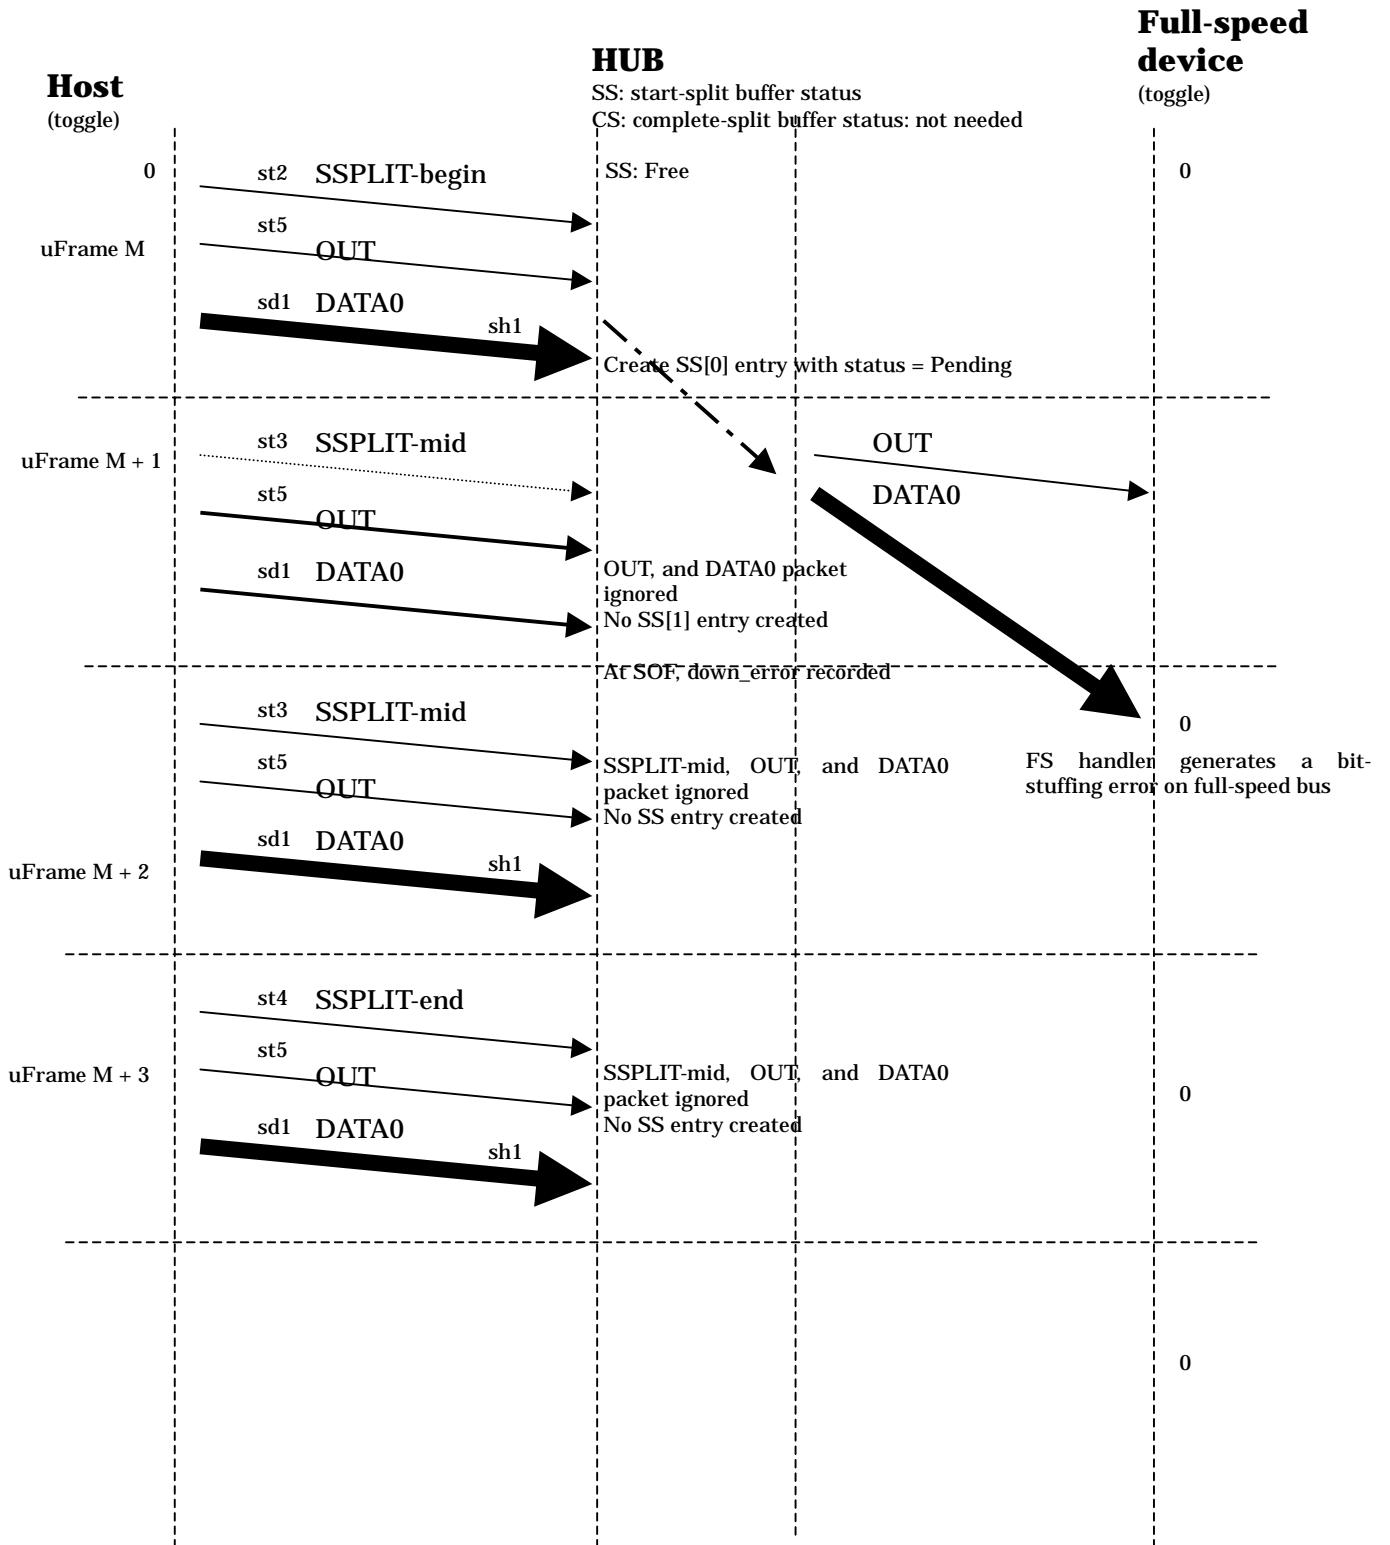 Full-speed
device
(toggle)
HUB
SS: start-split buffer status
CS: complete-split buffer status: not needed
Host
(toggle)
0
st2 SSPLIT-begin
SS: Free
0
st5
OUT
uFrame M
sd1 DATA0
sh1
Create SS[0] entry with status = Pending
st3 SSPLIT-mid
OUT
uFrame M + 1
st5
OUT
DATA0
sd1 DATA0
OUT, and DATA0 packet
ignored
No SS[1] entry created
At SOF, down_error recorded
st3 SSPLIT-mid
0
st5
OUT
SSPLIT-mid, OUT, and DATA0
packet ignored
No SS entry created
FS handler generates a bit-
stuffing error on full-speed bus
sd1 DATA0
sh1
uFrame M + 2
st4 SSPLIT-end
st5
OUT
uFrame M + 3
SSPLIT-mid, OUT, and DATA0
packet ignored
No SS entry created
0
sd1 DATA0
sh1
0